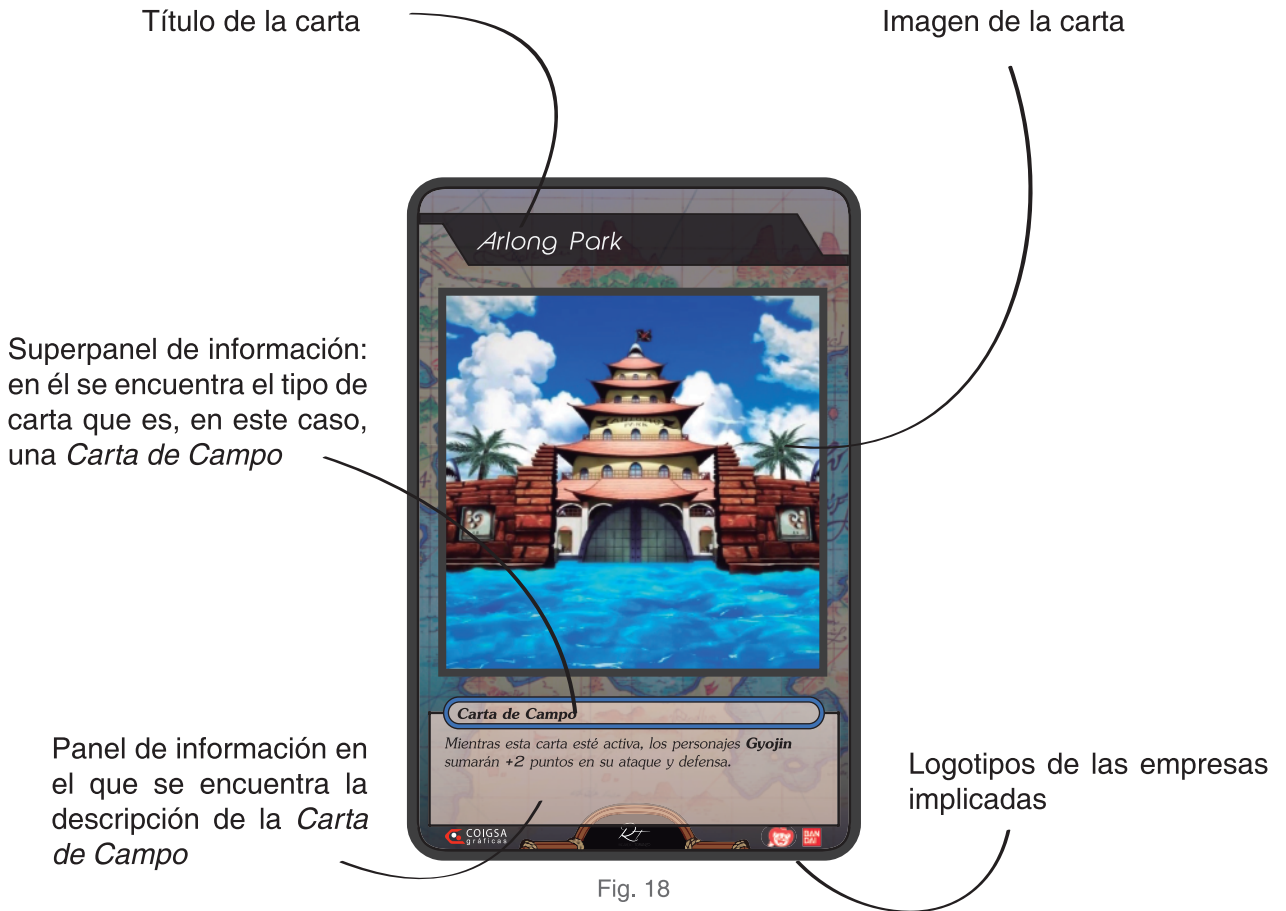 Título de la carta
Imagen de la carta
Arlong Park
Superpanel de información:
en él se encuentra el tipo de
carta que es, en este caso,
una Carta de Campo
Carta de Campo
Mientras esta carta esté activa, los personajes Gyojin
sumarán +2 puntos en su ataque y defensa.
Panel de información en
el que se encuentra la
descripción de la Carta
de Campo
Logotipos de las empresas
implicadas
COIGSA
gráficas
BAN
DAI
Fig. 18